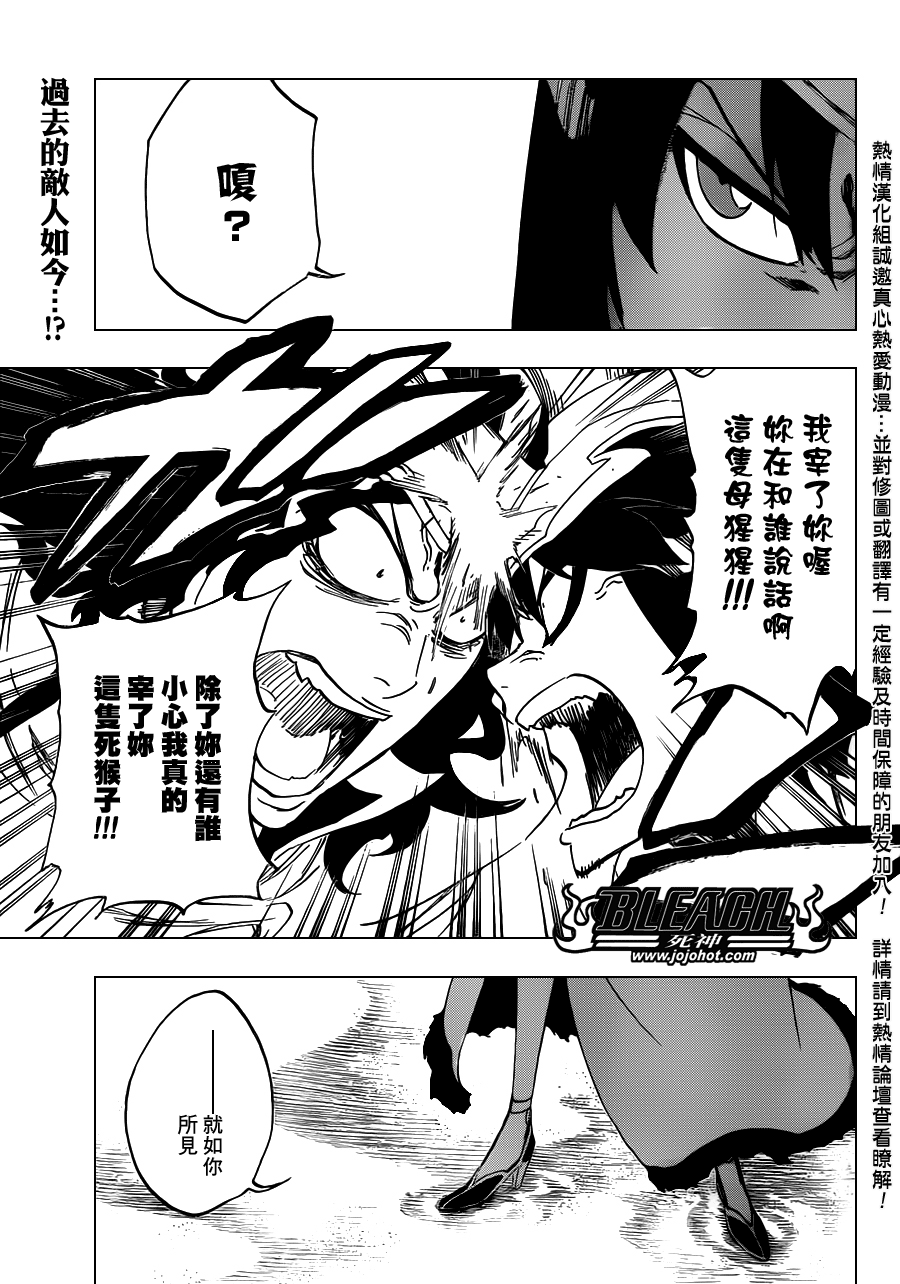 過去的敵人如今…!?
嗄?
我宰了妳喔
妳在和誰說話啊
這隻母猩猩!!!
除了妳還有誰
小心我真的
宰了妳
這隻死猴子!!!
BLEACH
死神
www.jojohot.com
——就如你
所見
熱情漢化組誠邀真心熱愛動漫…並對修圖或翻譯有一定經驗及時間保障的朋友加入! 詳情請到熱情論壇查看瞭解!